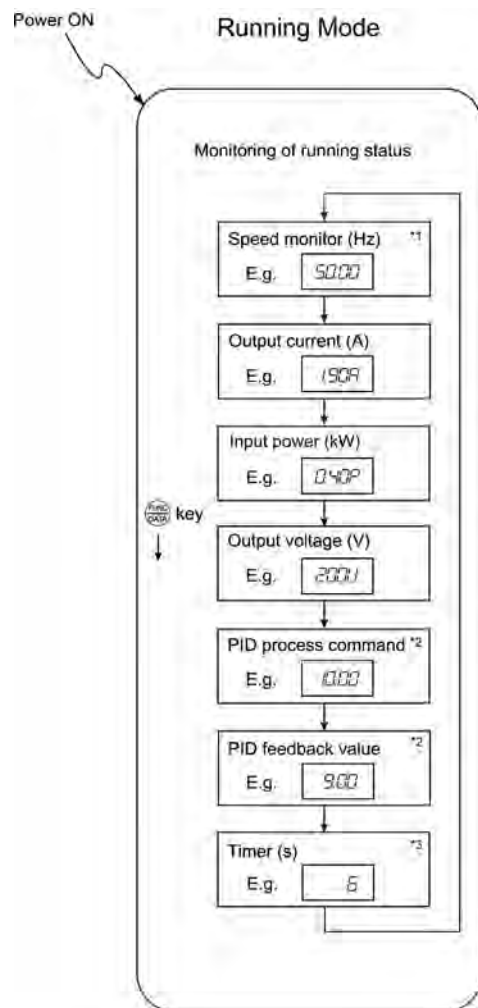 Power ON
Running Mode
Monitoring of running status
Speed monitor (Hz) *1
E.g. 50.00
Output current (A)
E.g. 1.90A
Input power (kW)
E.g. 0.40P
FUNC
DATA key
Output voltage (V)
E.g. 200U
PID process command *2
E.g. 10.00
PID feedback value *2
E.g. 9.00
Timer (s) *3
E.g. 6